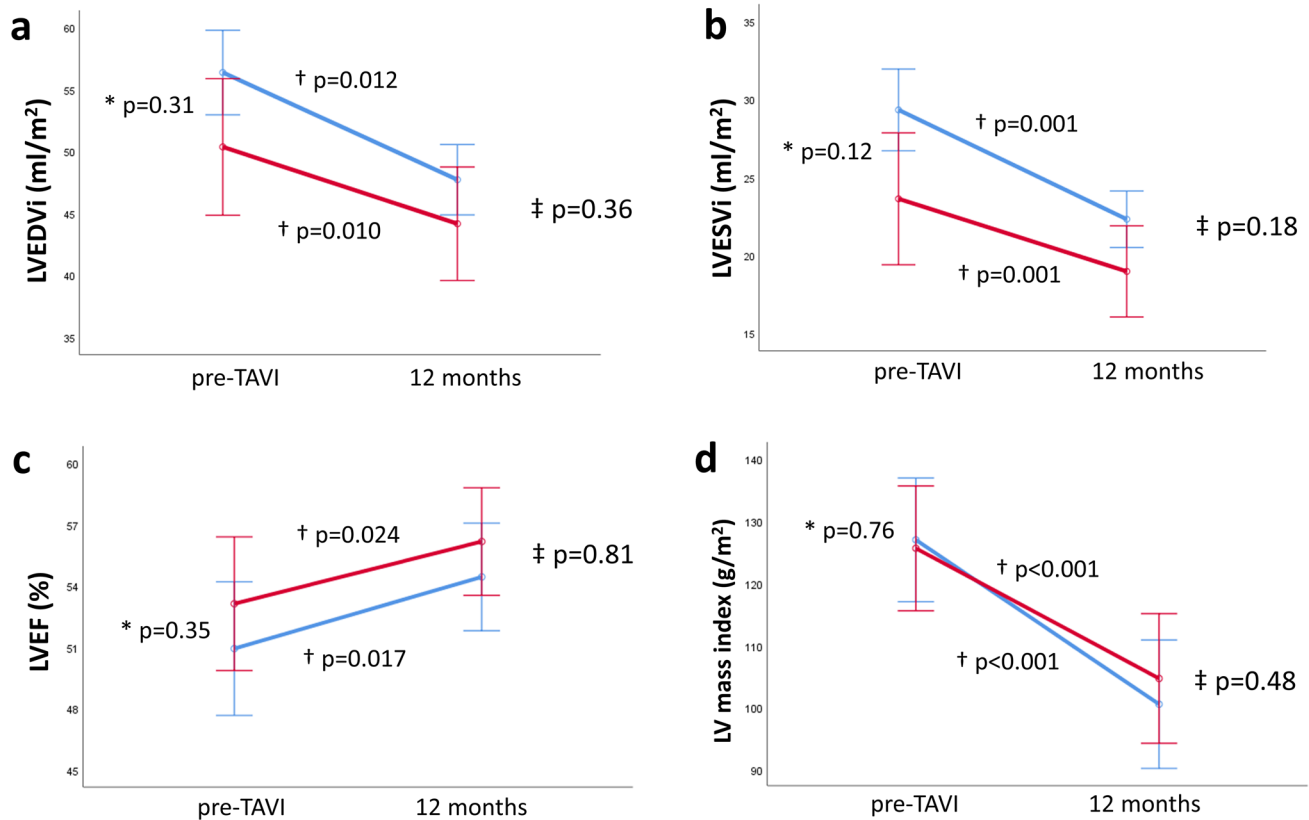 a
LVEDVi (ml/m²)
60
55
50
45
40
35
* p=0.31
† p=0.012
† p=0.010
‡ p=0.36
pre-TAVI
12 months
b
LVESVi (ml/m²)
35
30
25
20
15
* p=0.12
† p=0.001
† p=0.001
‡ p=0.18
pre-TAVI
12 months
c
LVEF (%)
60
57
54
51
48
45
* p=0.35
† p=0.024
† p=0.017
‡ p=0.81
pre-TAVI
12 months
d
LV mass index (g/m²)
140
130
120
110
100
90
* p=0.76
† p<0.001
† p<0.001
‡ p=0.48
pre-TAVI
12 months